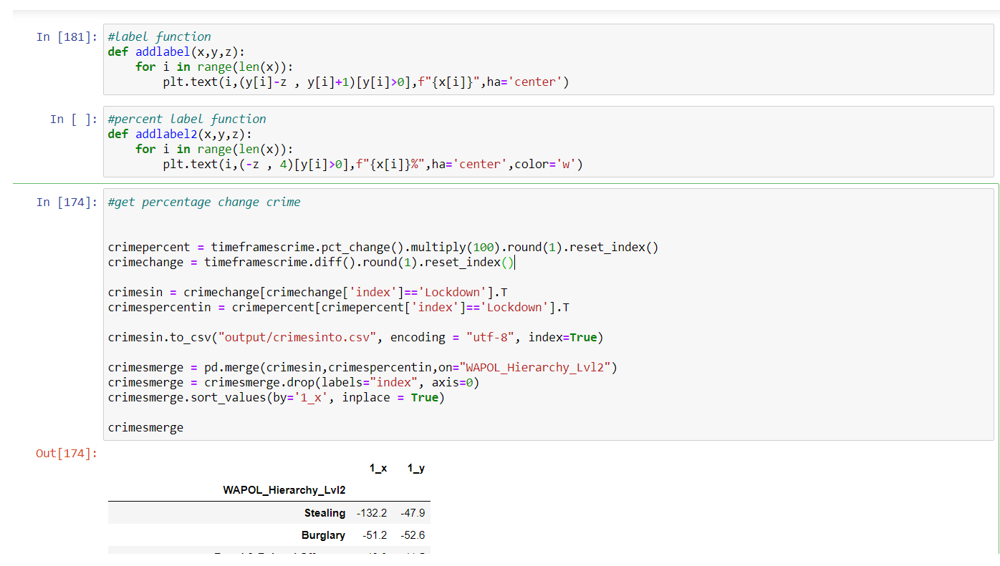 In [181]: #label function
def addlabel(x,y,z):
    for i in range(len(x)):
        plt.text(i,(y[i]-z , y[i]+1)[y[i]>0],f"{x[i]}",ha='center')
In [ ]: #percent label function
def addlabel2(x,y,z):
    for i in range(len(x)):
        plt.text(i,(-z , 4)[y[i]>0],f"{x[i]}%",ha='center',color='w')
In [174]: #get percentage change crime
crimepercent = timeframescrime.pct_change().multiply(100).round(1).reset_index()
crimechange = timeframescrime.diff().round(1).reset_index()
crimesin = crimechange[crimechange['index']=='Lockdown'].T
crimespercentin = crimepercent[crimepercent['index']=='Lockdown'].T
crimesin.to_csv("output/crimesinto.csv", encoding = "utf-8", index=True)
crimesmerge = pd.merge(crimesin,crimespercentin,on="WAPOL_Hierarchy_Lvl2")
crimesmerge = crimesmerge.drop(labels="index", axis=0)
crimesmerge.sort_values(by='1_x', inplace = True)
crimesmerge
Out[174]:
1_x 1_y
WAPOL_Hierarchy_Lvl2
Stealing -132.2 -47.9
Burglary -51.2 -52.6